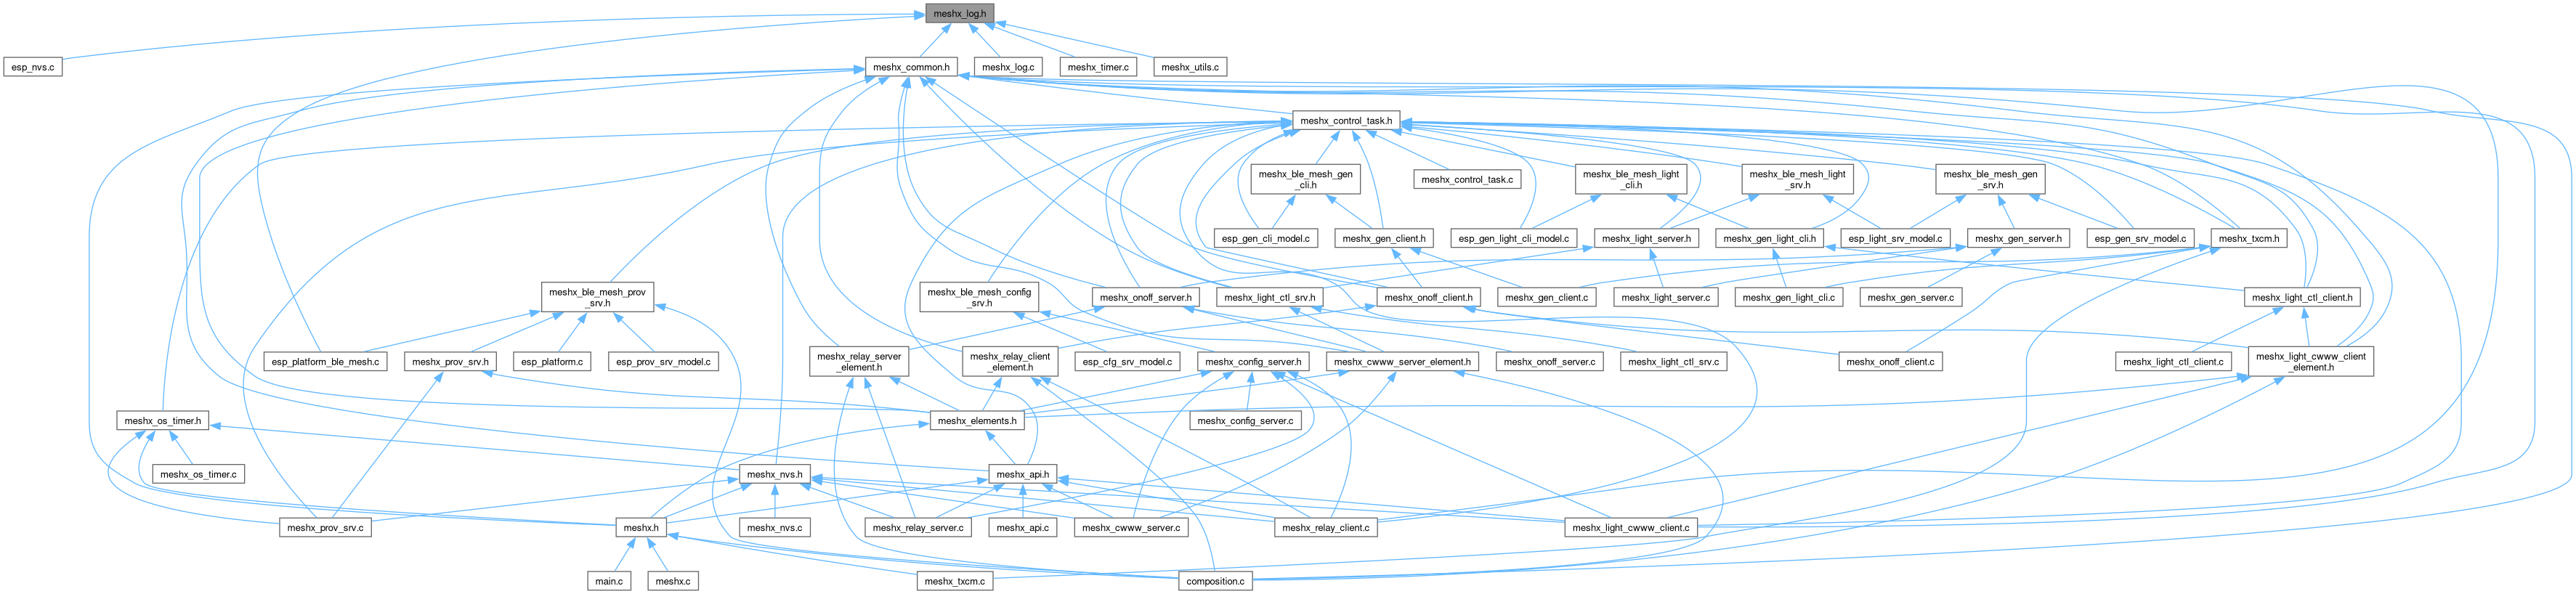 meshx_log.h
esp_nvs.c
meshx_common.h
meshx_log.c
meshx_timer.c
meshx_utils.c
meshx_control_task.h
meshx_ble_mesh_gen
_cli.h
meshx_control_task.c
meshx_ble_mesh_light
_cli.h
meshx_ble_mesh_light
_srv.h
meshx_ble_mesh_gen
_srv.h
esp_gen_cli_model.c
meshx_gen_client.h
esp_gen_light_cli_model.c
meshx_light_server.h
meshx_gen_light_cli.h
esp_light_srv_model.c
meshx_gen_server.h
esp_gen_srv_model.c
meshx_txcm.h
meshx_ble_mesh_prov
_srv.h
meshx_ble_mesh_config
_srv.h
meshx_onoff_server.h
meshx_light_ctl_srv.h
meshx_onoff_client.h
meshx_gen_client.c
meshx_light_server.c
meshx_gen_light_cli.c
meshx_gen_server.c
meshx_light_ctl_client.h
esp_platform_ble_mesh.c
meshx_prov_srv.h
esp_platform.c
esp_prov_srv_model.c
meshx_relay_server
_element.h
meshx_relay_client
_element.h
esp_cfg_srv_model.c
meshx_config_server.h
meshx_cwww_server_element.h
meshx_onoff_server.c
meshx_light_ctl_srv.c
meshx_onoff_client.c
meshx_light_ctl_client.c
meshx_light_cwww_client
_element.h
meshx_os_timer.h
meshx_elements.h
meshx_config_server.c
meshx_os_timer.c
meshx_nvs.h
meshx_api.h
meshx_prov_srv.c
meshx.h
meshx_nvs.c
meshx_relay_server.c
meshx_api.c
meshx_cwww_server.c
meshx_relay_client.c
meshx_light_cwww_client.c
main.c
meshx.c
meshx_txcm.c
composition.c